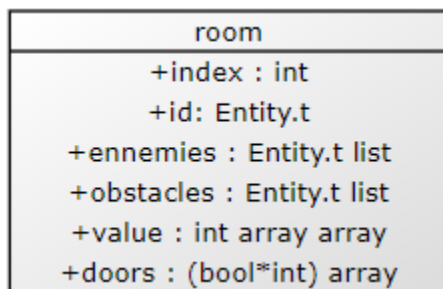 room
+index : int
+id: Entity.t
+ennemies : Entity.t list
+obstacles : Entity.t list
+value : int array array
+doors : (bool*int) array